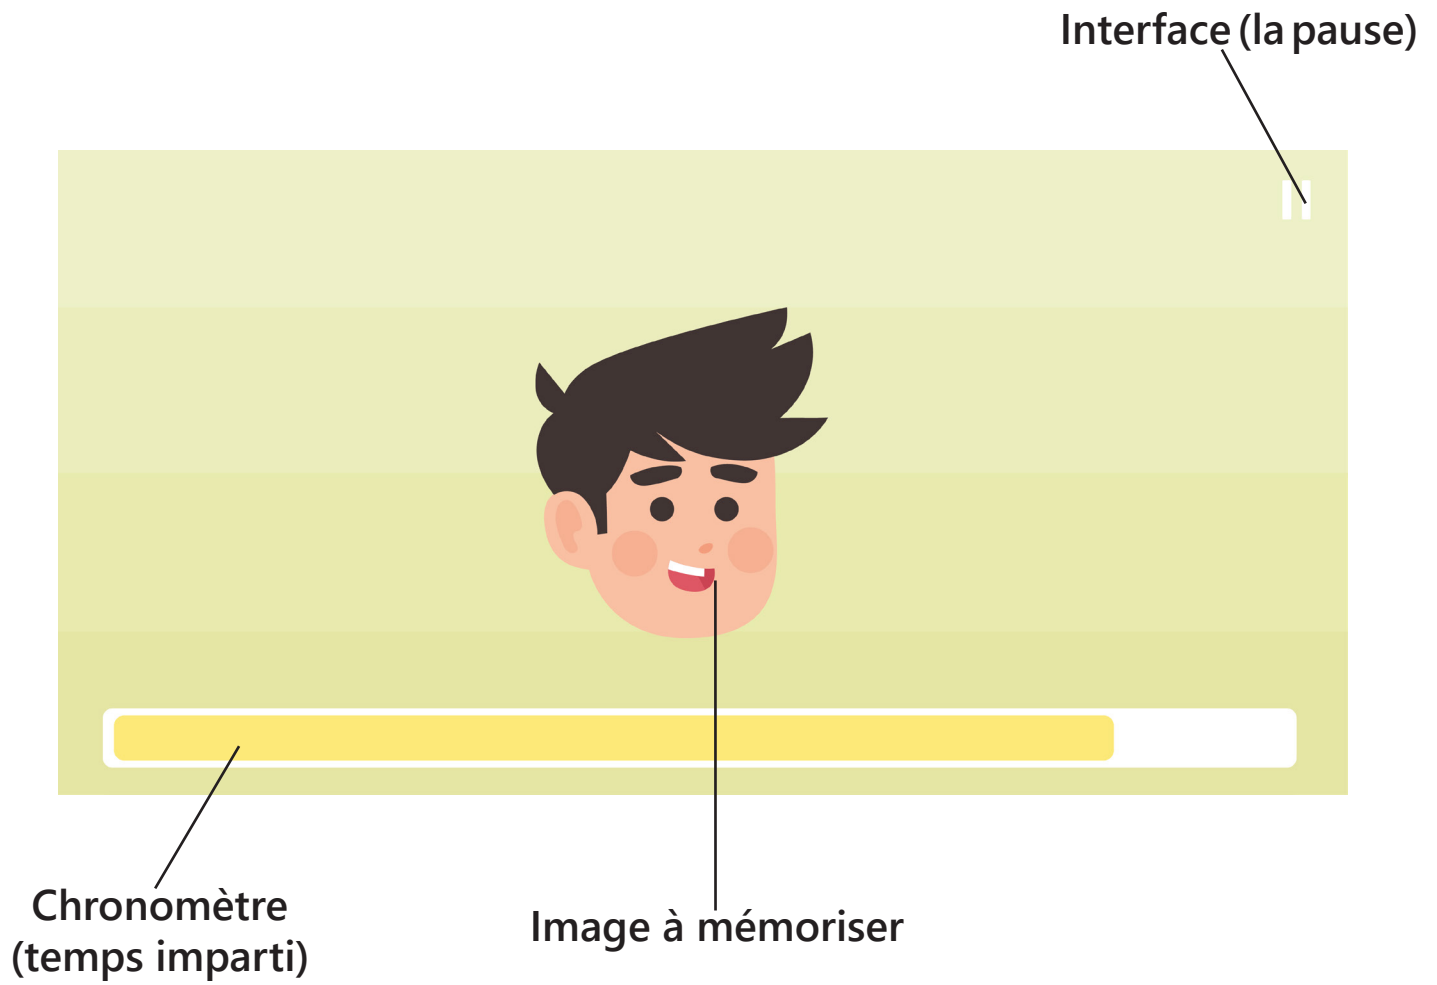 Interface (la pause)
Chronomètre
(temps imparti)
Image à mémoriser